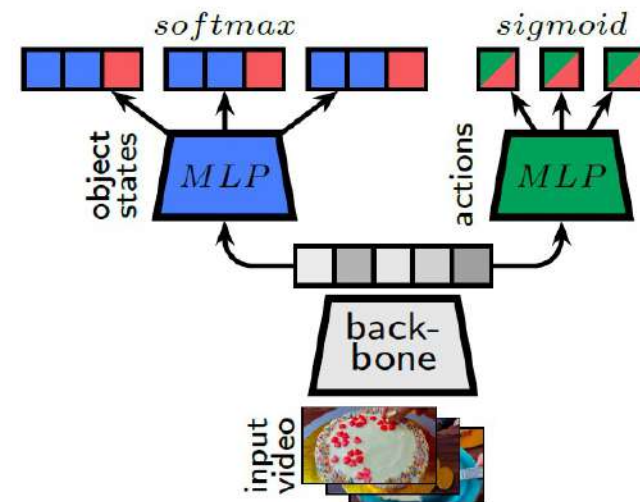 softmax
sigmoid
object
states
MLP
actions
MLP
back-
bone
input
video